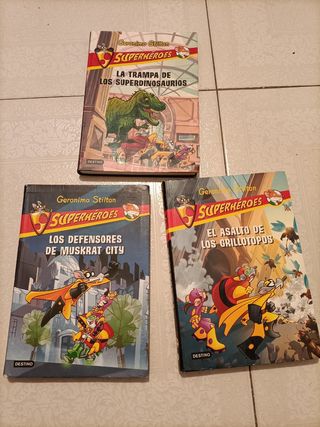 Geronimo Stilton
SUPERHÉROES
LA TRAMPA DE
LOS SUPERDINOSAURIOS
DESTINO
Geronimo Stilton
SUPERHÉROES
LOS DEFENSORES
DE MUSKRAT CITY
DESTINO
Geronimo Stilton
SUPERHÉROES
EL ASALTO DE
LOS GRILLOTOPOS
DESTINO